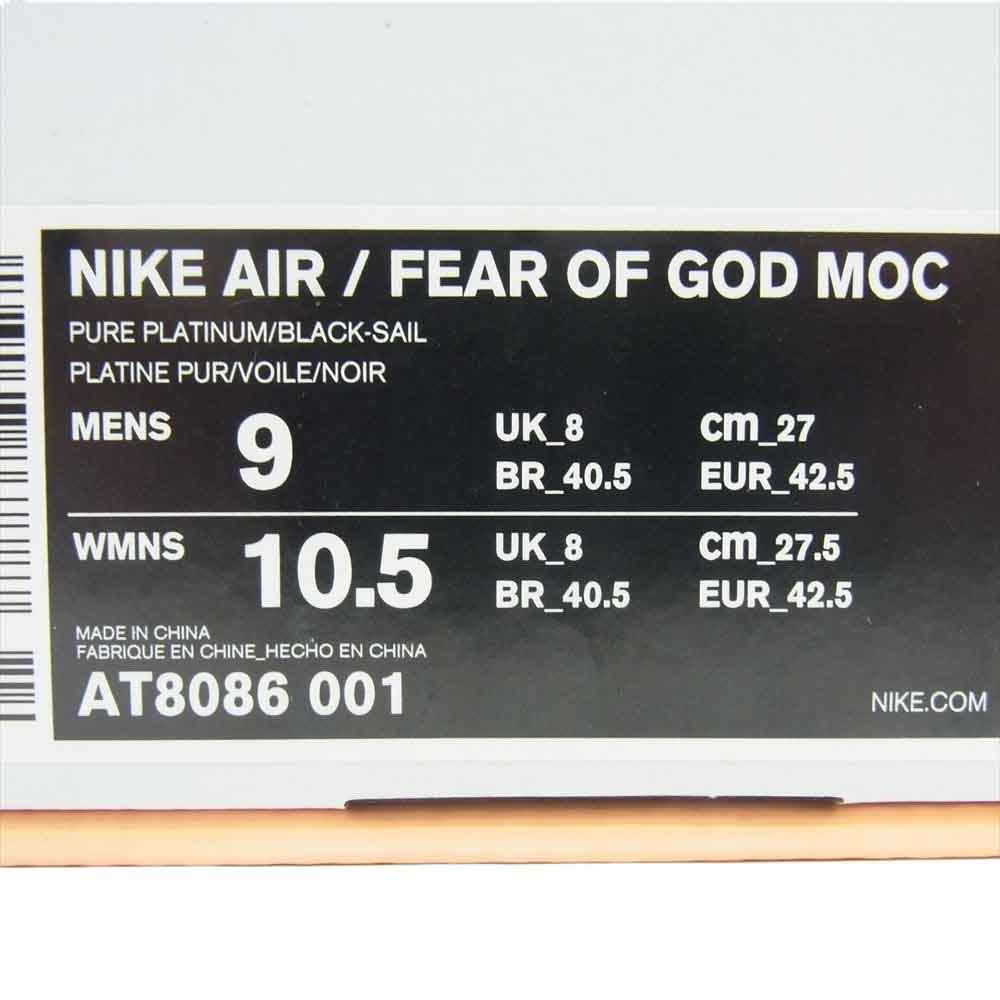 NIKE AIR / FEAR OF GOD MOC
PURE PLATINUM/BLACK-SAIL
PLATINE PUR/VOILE/NOIR
MENS 9 UK_8 cm_27
BR_40.5 EUR_42.5
WMNS 10.5 UK_8 cm_27.5
BR_40.5 EUR_42.5
MADE IN CHINA
FABRIQUE EN CHINE_HECHO EN CHINA
AT8086 001 NIKE.COM